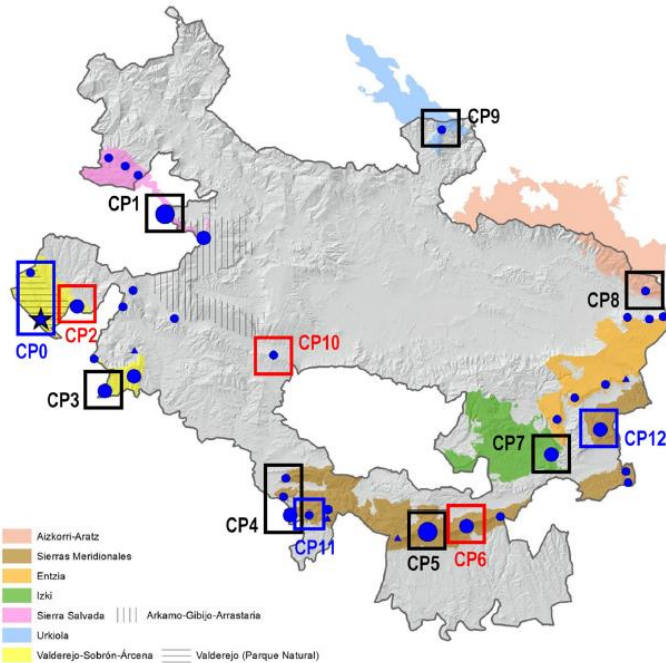 CP9
CP1
CP8
CP2
CP0
CP10
CP3
CP12
CP7
CP4
CP11
CP5
CP6
Aizkorri-Aratz
Sierras Meridionales
Entzia
Izki
Sierra Salvada Arkamo-Gibijo-Arrastaria
Urkiola
Valderejo-Sobrón-Árcena Valderejo (Parque Natural)